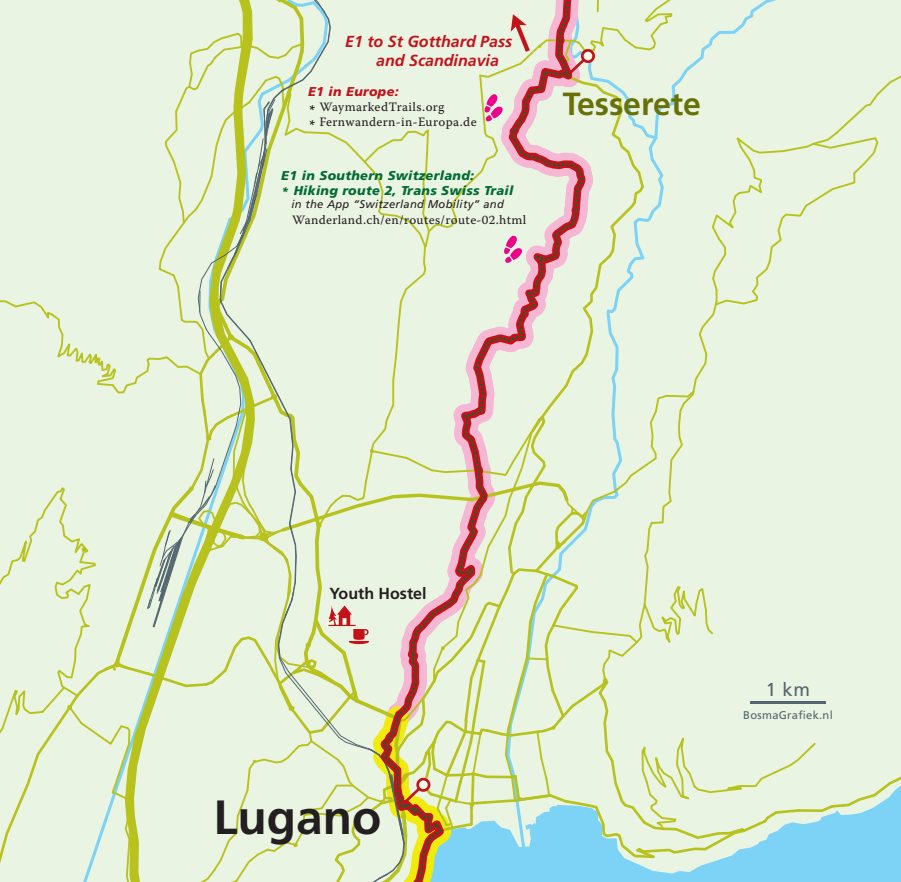 E1 to St Gotthard Pass
and Scandinavia
E1 in Europe:
* WaymarkedTrails.org
* Fernwandern-in-Europa.de
Tesserete
E1 in Southern Switzerland:
* Hiking route 2, Trans Swiss Trail
in the App “Switzerland Mobility” and
Wanderland.ch/en/routes/route-02.html
Youth Hostel
1 km
BosmaGrafiek.nl
Lugano